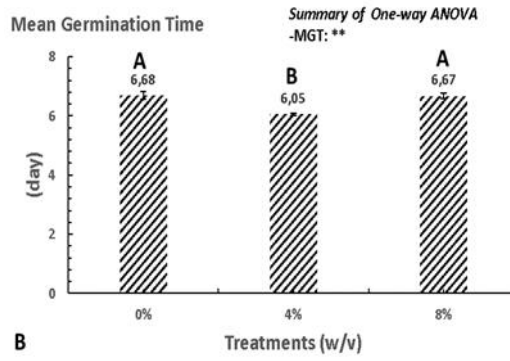 Mean Germination Time
Summary of One-way ANOVA
-MGT: **
(day)
8
6
4
2
0
A
6,68
B
6,05
A
6,67
0%
4%
8%
B
Treatments (w/v)